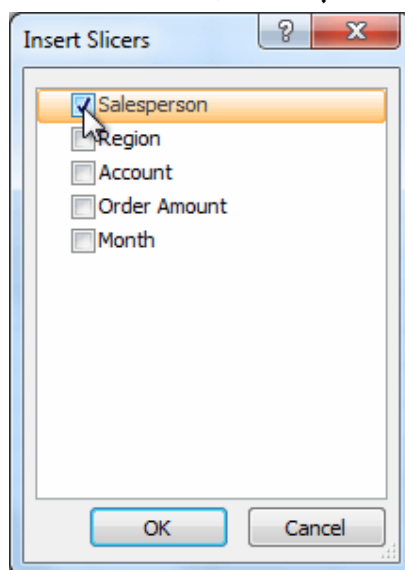 Insert Slicers
?
Salesperson
Region
Account
Order Amount
Month
OK
Cancel